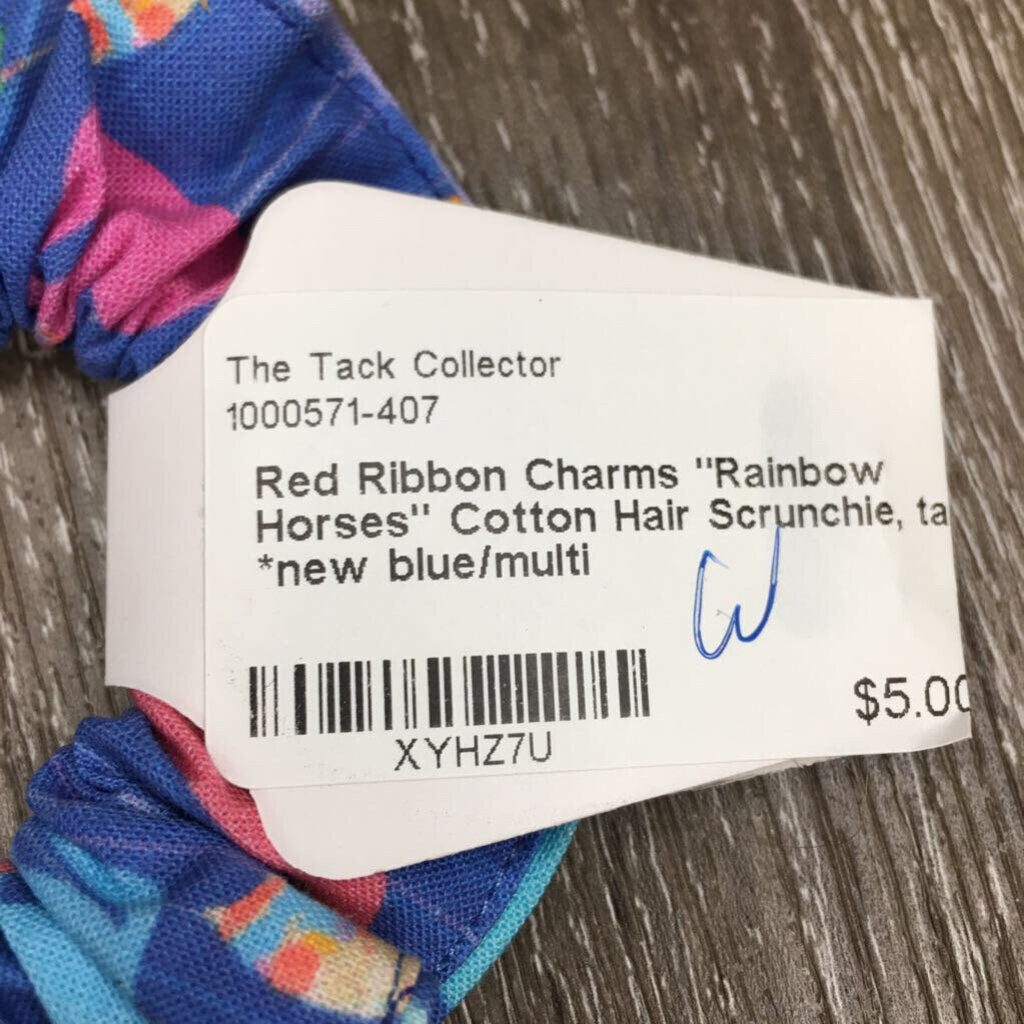 The Tack Collector
1000571-407
Red Ribbon Charms "Rainbow
Horses" Cotton Hair Scrunchie, ta
*new blue/multi
XYHZ7U
$5.00